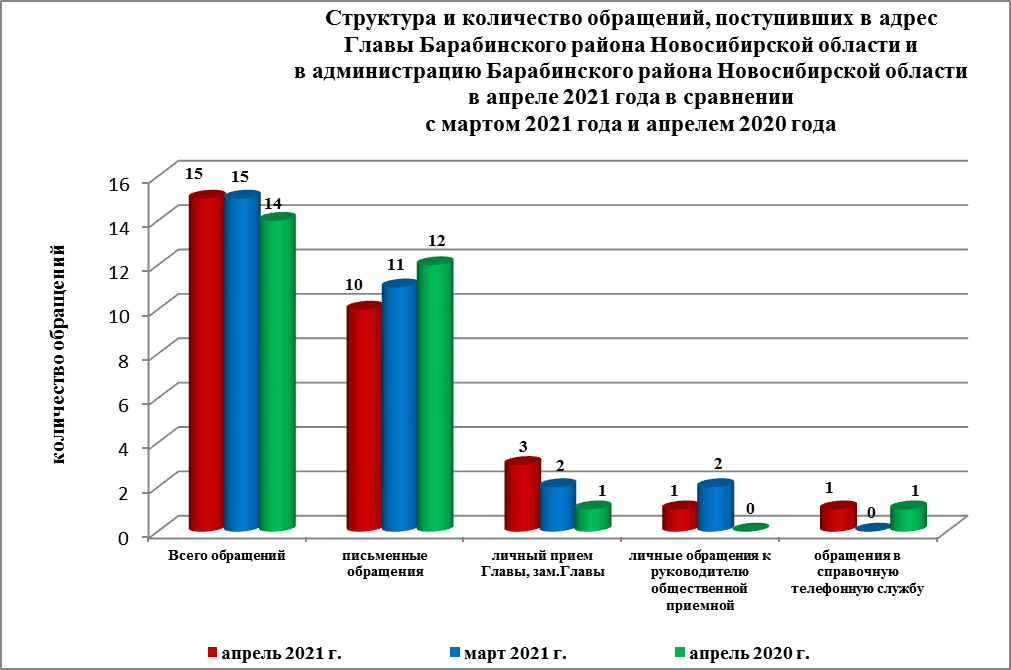 Структура и количество обращений, поступивших в адрес
Главы Барабинского района Новосибирской области и
в администрацию Барабинского района Новосибирской области
в апреле 2021 года в сравнении
с мартом 2021 года и апрелем 2020 года
количество обращений
16
14
12
10
8
6
4
2
0
15 15 14
10 11 12
3 2 1
1 2 0
1 0 1
Всего обращений
письменные
обращения
личный прием
Главы, зам.Главы
личные обращения к
руководителю
общественной
приемной
обращения в
справочную
телефонную службу
апрель 2021 г. март 2021 г. апрель 2020 г.